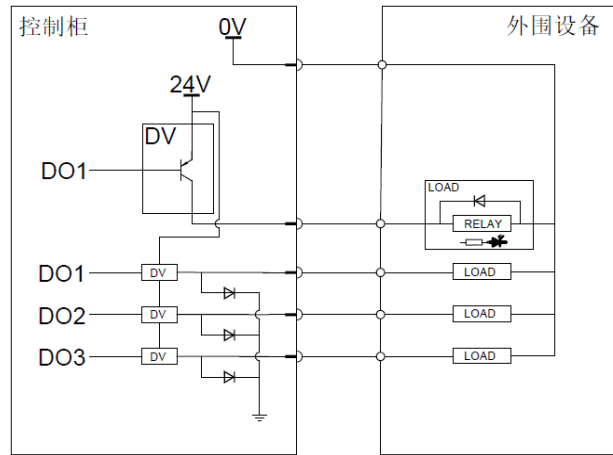 控制柜
0V
外围设备
24V
DV
DO1
LOAD
RELAY
DO1
DV
LOAD
DO2
DV
LOAD
DO3
DV
LOAD